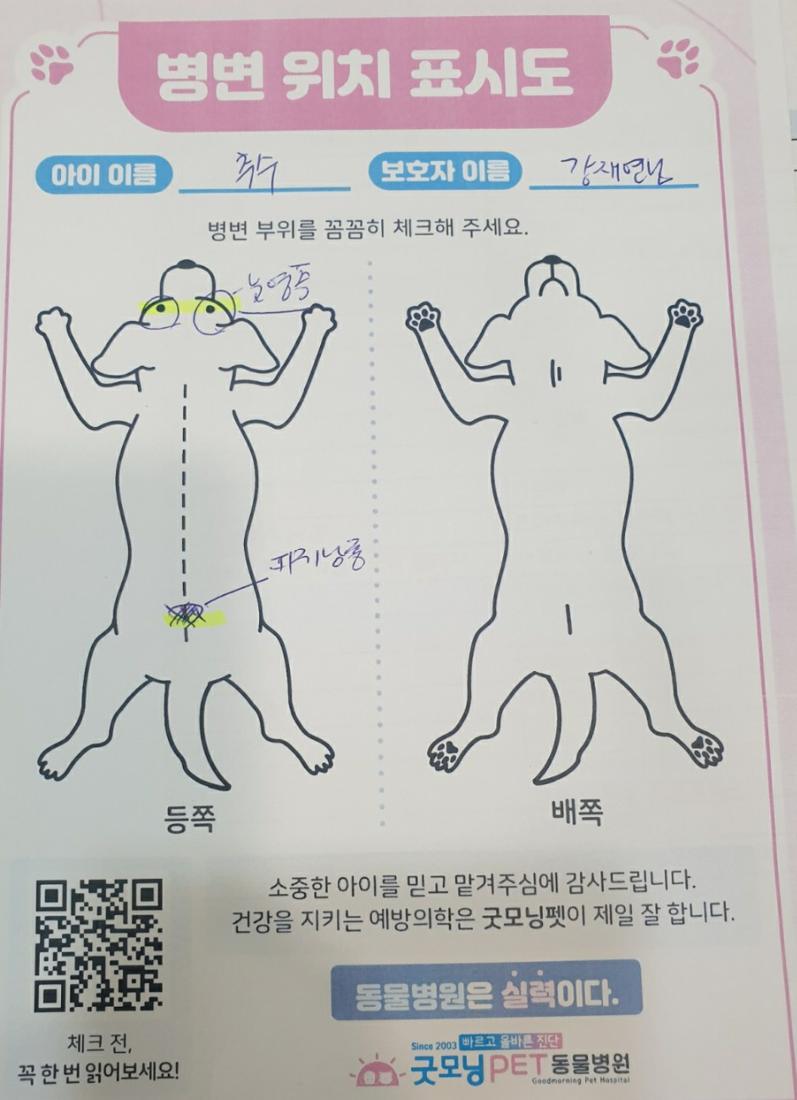 병변 위치 표시도
아이 이름
보호자 이름 강재연님
병변 부위를 꼼꼼히 체크해 주세요.
피지낭종
등쪽
배쪽
소중한 아이를 믿고 맡겨주심에 감사드립니다.
건강을 지키는 예방의학은 굿모닝펫이 제일 잘 합니다.
동물병원은 실력이다.
체크 전,
꼭 한 번 읽어보세요!
Since 2003 빠르고 올바른 진단
굿모닝PET동물병원
Goodmorning Pet Hospital